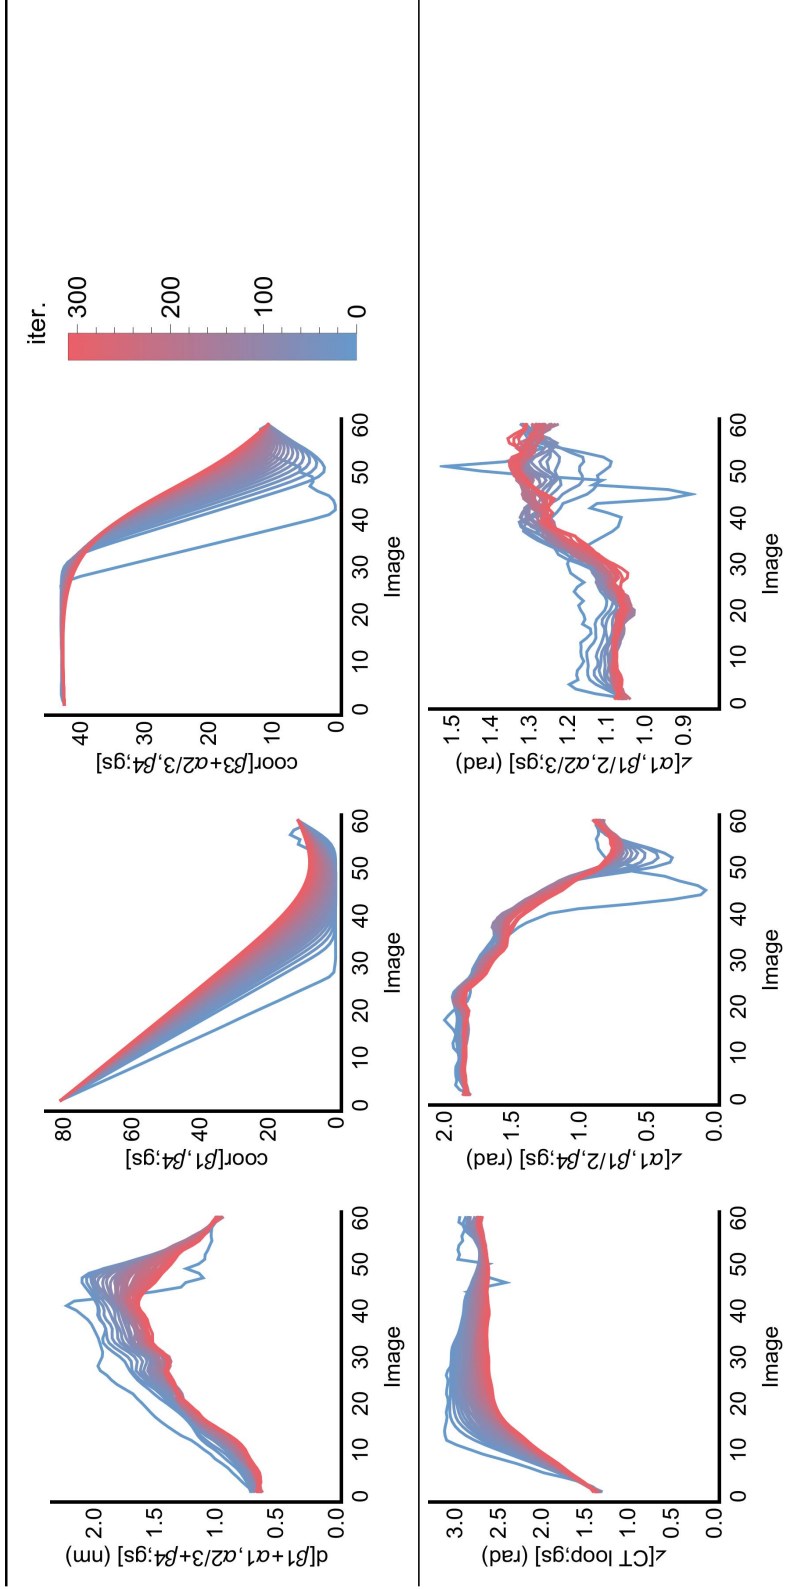 d[β1+α1,α2/3+β4;gs] (nm)
2.0
1.5
1.0
0.5
0.0
0 10 20 30 40 50 60
Image
coor[β1,β4;gs]
80
60
40
20
0
0 10 20 30 40 50 60
Image
coor[β3+α2/3,β4;gs]
40
30
20
10
0
0 10 20 30 40 50 60
Image
iter.
300
200
100
0
∠[CT loop;gs] (rad)
3.0
2.5
2.0
1.5
1.0
0.5
0.0
0 10 20 30 40 50 60
Image
∠[α1,β1/2,β4;gs] (rad)
2.0
1.5
1.0
0.5
0.0
0 10 20 30 40 50 60
Image
∠[α1,β1/2,α2/3;gs] (rad)
1.5
1.4
1.3
1.2
1.1
1.0
0.9
0 10 20 30 40 50 60
Image